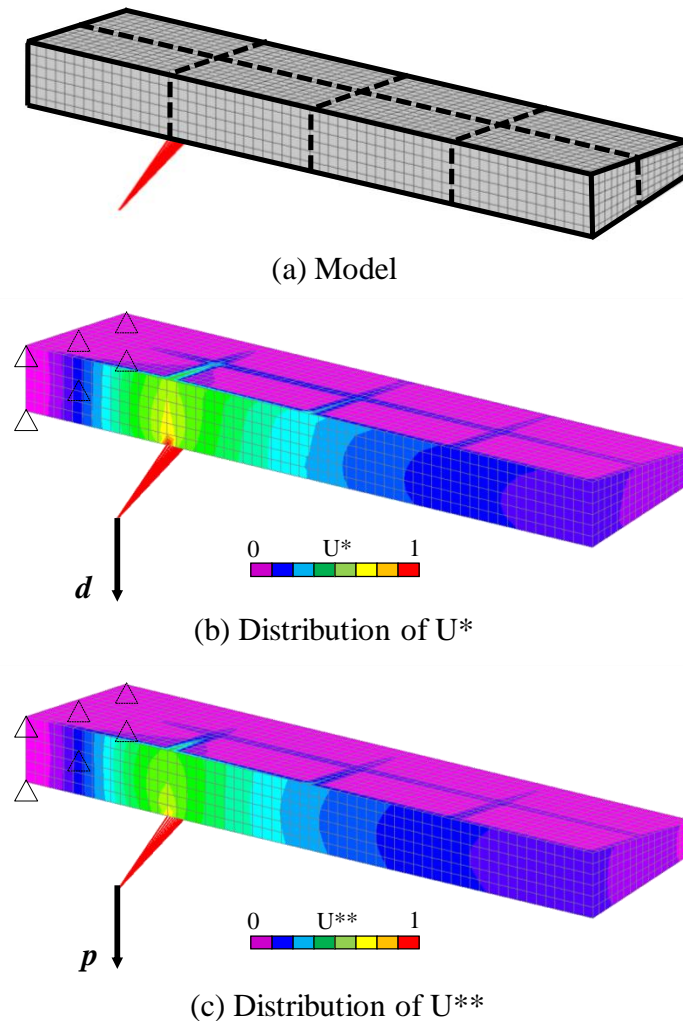 (a) Model
0 U* 1
d
(b) Distribution of U*
0 U** 1
p
(c) Distribution of U**